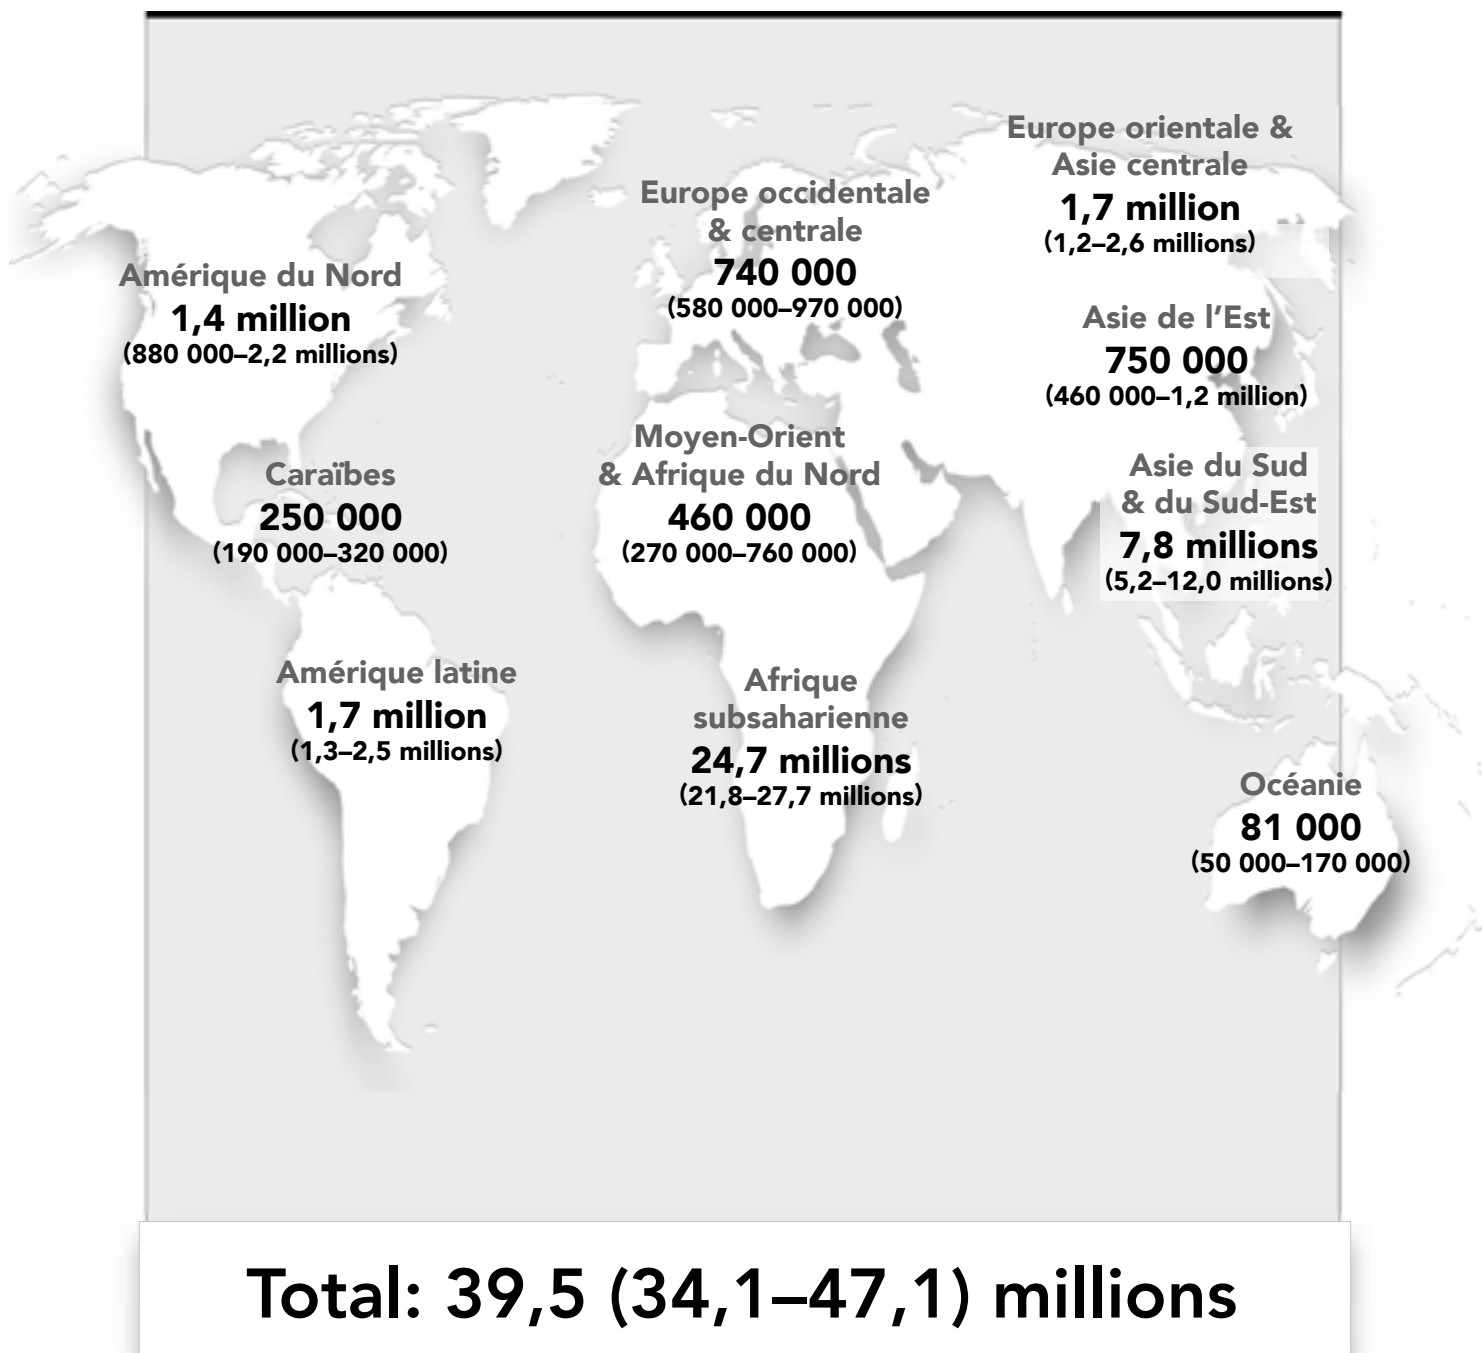 Europe orientale &
Asie centrale
1,7 million
(1,2–2,6 millions)
Europe occidentale
& centrale
740 000
(580 000–970 000)
Amérique du Nord
1,4 million
(880 000–2,2 millions)
Asie de l’Est
750 000
(460 000–1,2 million)
Moyen-Orient
& Afrique du Nord
460 000
(270 000–760 000)
Caraïbes
250 000
(190 000–320 000)
Asie du Sud
& du Sud-Est
7,8 millions
(5,2–12,0 millions)
Amérique latine
1,7 million
(1,3–2,5 millions)
Afrique
subsaharienne
24,7 millions
(21,8–27,7 millions)
Océanie
81 000
(50 000–170 000)
Total: 39,5 (34,1–47,1) millions